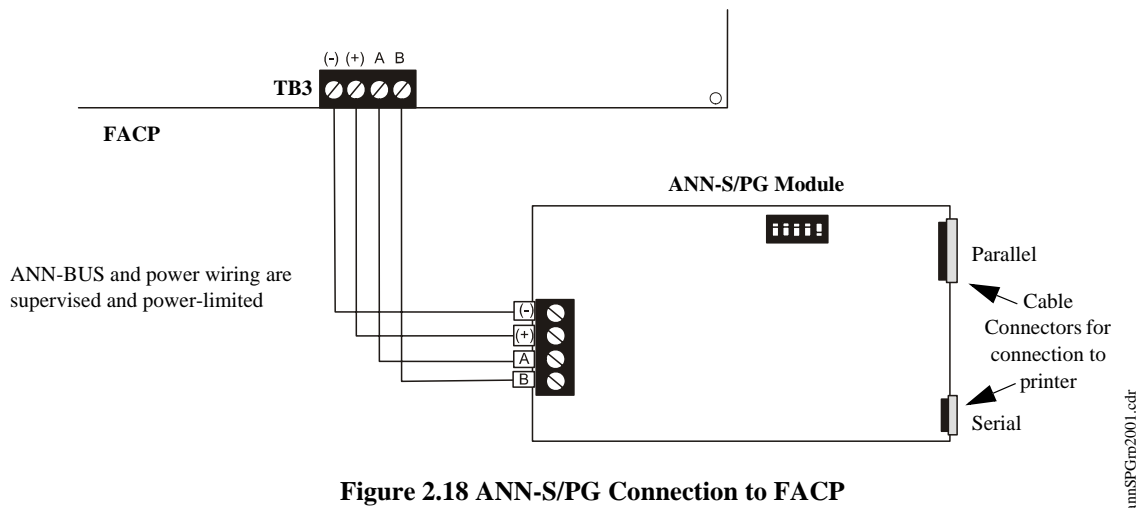 (-) (+) A B
TB3
FACP
ANN-S/PG Module
Parallel
ANN-BUS and power wiring are
supervised and power-limited
Cable
Connectors for
connection to
printer
(-)
(+)
A
B
Serial
annSPGrp2001.cdr
Figure 2.18 ANN-S/PG Connection to FACP